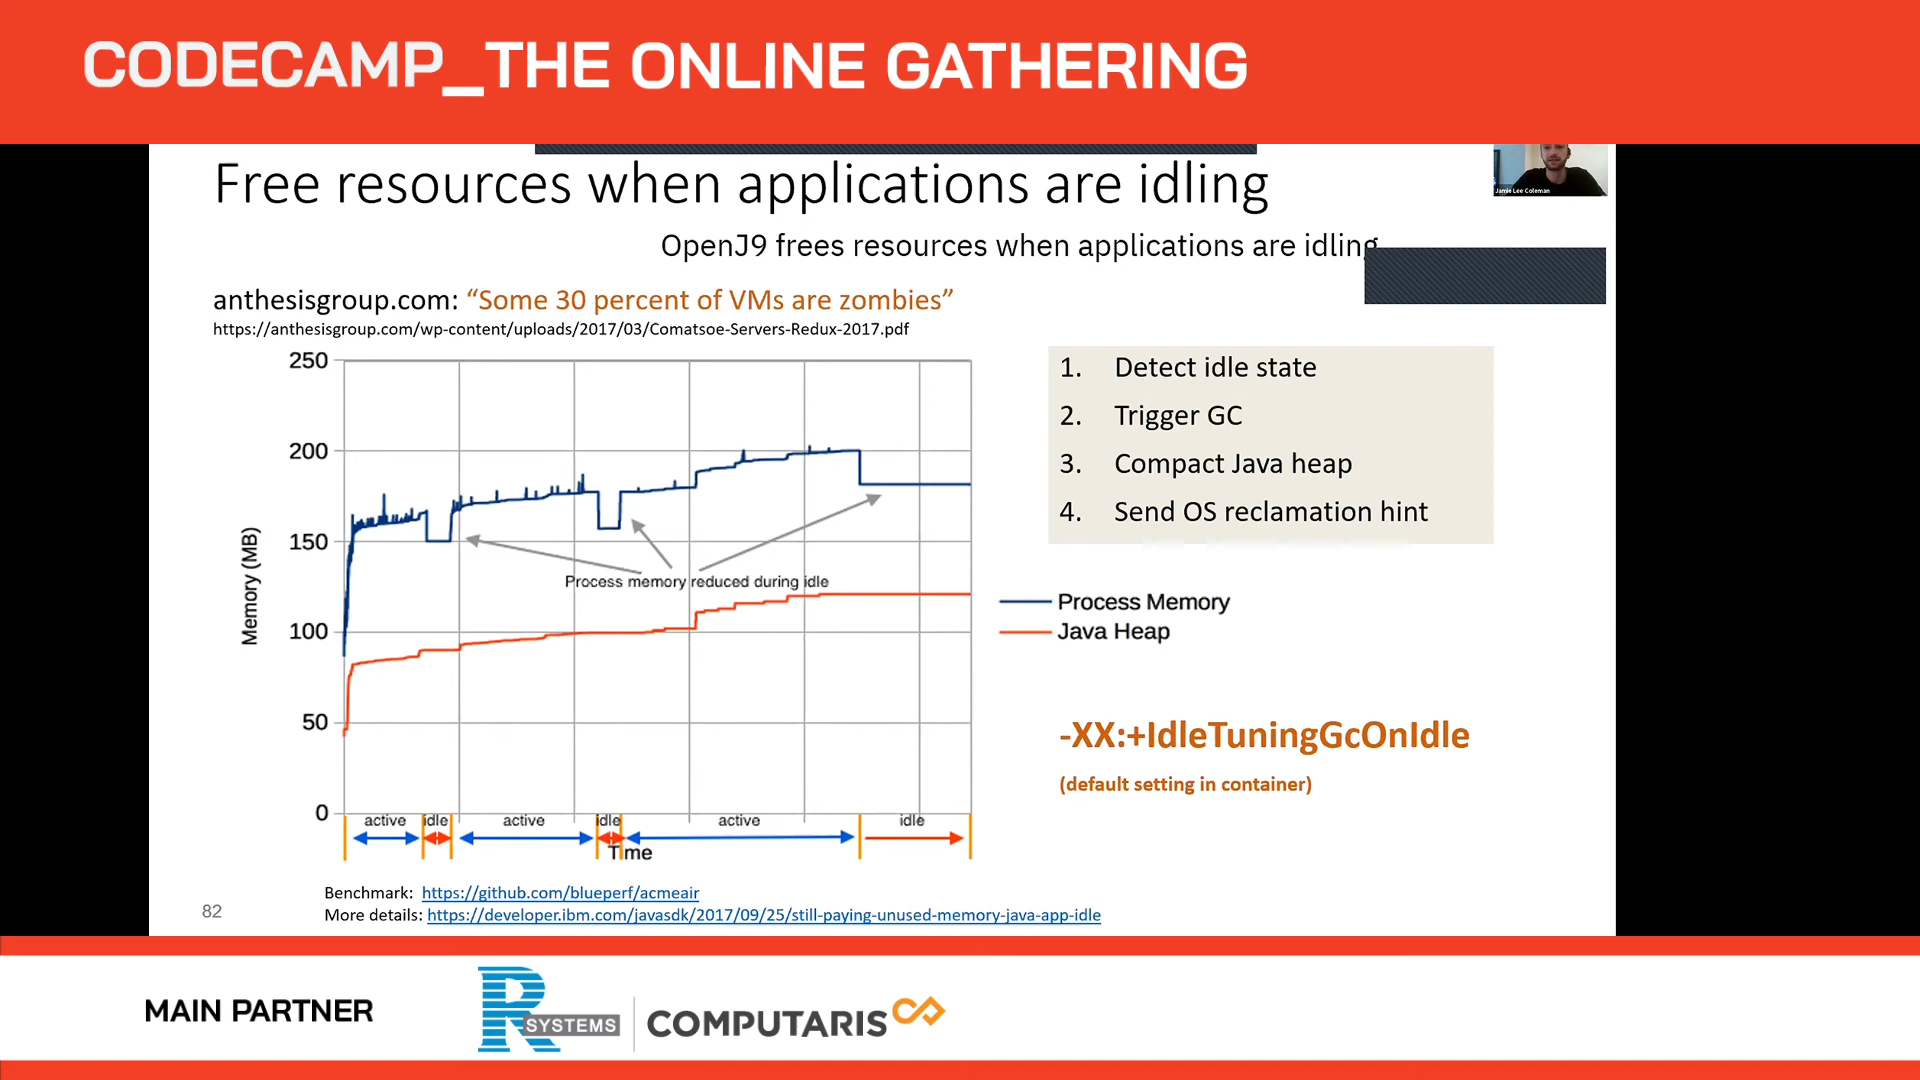 CODECAMP_THE ONLINE GATHERING
Free resources when applications are idling
Jamie Lee Coleman
OpenJ9 frees resources when applications are idling
anthesisgroup.com: “Some 30 percent of VMs are zombies”
https://anthesisgroup.com/wp-content/uploads/2017/03/Comatsoe-Servers-Redux-2017.pdf
250
200
150
100
50
0
Memory (MB)
Process memory reduced during idle
active
idle
active
idle
active
idle
Time
1. Detect idle state
2. Trigger GC
3. Compact Java heap
4. Send OS reclamation hint
Process Memory
Java Heap
-XX:+IdleTuningGcOnIdle
(default setting in container)
Benchmark: https://github.com/blueperf/acmeair
More details: https://developer.ibm.com/javasdk/2017/09/25/still-paying-unused-memory-java-app-idle
82
MAIN PARTNER
R SYSTEMS
COMPUTARIS